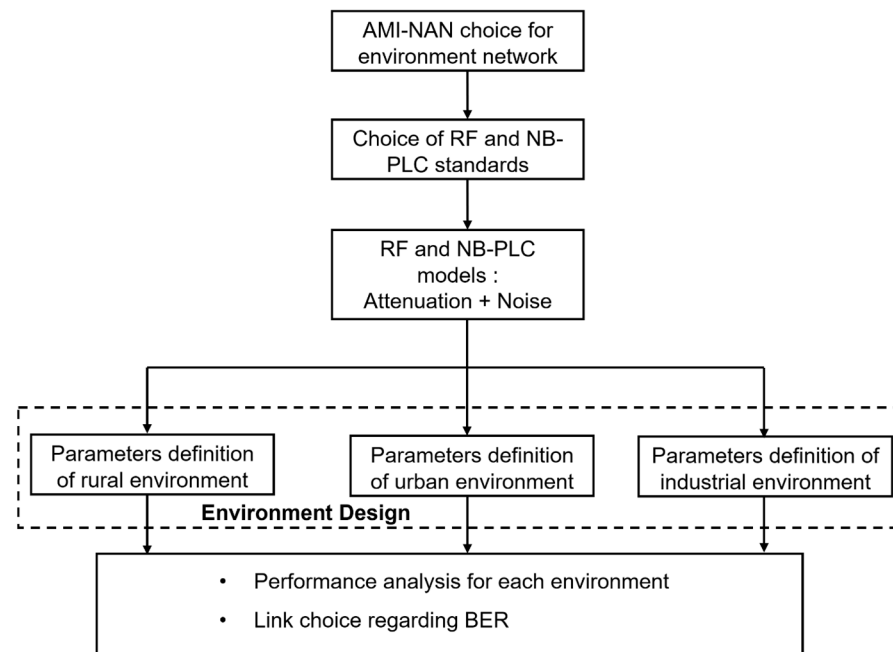 AMI-NAN choice for
environment network
Choice of RF and NB-
PLC standards
RF and NB-PLC
models :
Attenuation + Noise
Parameters definition
of rural environment
Parameters definition
of urban environment
Parameters definition of
industrial environment
Environment Design
• Performance analysis for each environment
• Link choice regarding BER